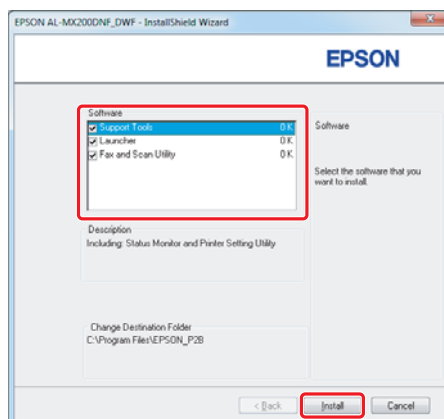 EPSON AL-MX200DNF_DWF - InstallShield Wizard
EPSON
Software
Support Tools 0 K
Launcher 0 K
Fax and Scan Utility 0 K
Software
Select the software that you
want to install.
Description
Including: Status Monitor and Printer Setting Utility
Change Destination Folder
C:\Program Files\EPSON_P2B
< Back
Install
Cancel